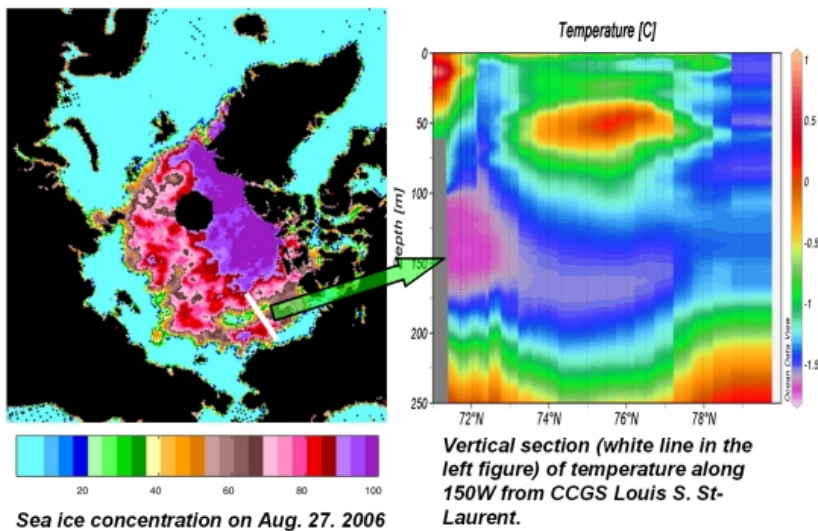 Temperature [C]
0
50
100
150
200
250
Depth [m]
72°N 74°N 76°N 78°N
1
0.5
0
-0.5
-1
-1.5
Ocean Data View
20 40 60 80 100
Sea ice concentration on Aug. 27. 2006
Vertical section (white line in the
left figure) of temperature along
150W from CCGS Louis S. St-
Laurent.